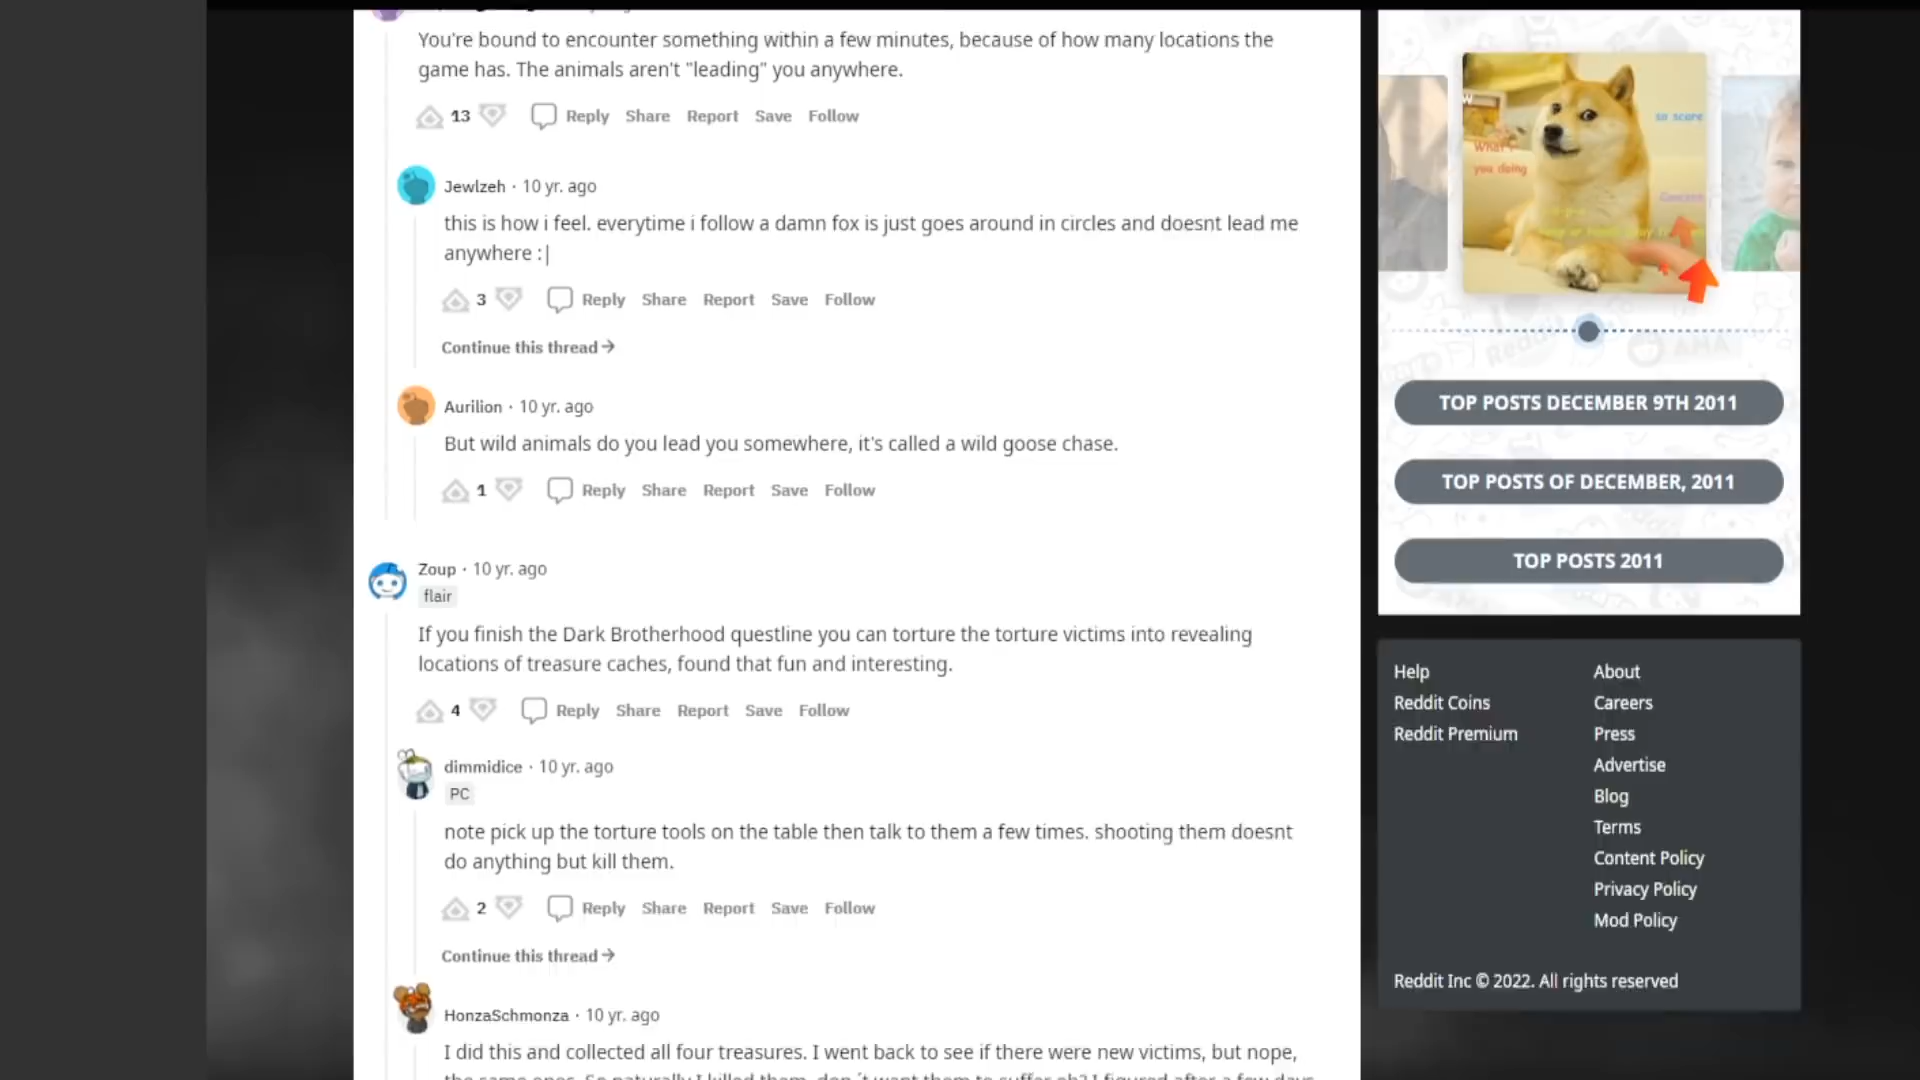 You're bound to encounter something within a few minutes, because of how many locations the
game has. The animals aren't "leading" you anywhere.
13 Reply Share Report Save Follow
Jewlzeh · 10 yr. ago
this is how i feel. everytime i follow a damn fox is just goes around in circles and doesnt lead me
anywhere :|
3 Reply Share Report Save Follow
Continue this thread →
Aurilion · 10 yr. ago
But wild animals do you lead you somewhere, it's called a wild goose chase.
1 Reply Share Report Save Follow
Zoup · 10 yr. ago
flair
If you finish the Dark Brotherhood questline you can torture the torture victims into revealing
locations of treasure caches, found that fun and interesting.
4 Reply Share Report Save Follow
dimmidice · 10 yr. ago
PC
note pick up the torture tools on the table then talk to them a few times. shooting them doesnt
do anything but kill them.
2 Reply Share Report Save Follow
Continue this thread →
HonzaSchmonza · 10 yr. ago
I did this and collected all four treasures. I went back to see if there were new victims, but nope,
so scare
What r
you doing
TOP POSTS DECEMBER 9TH 2011
TOP POSTS OF DECEMBER, 2011
TOP POSTS 2011
Help
Reddit Coins
Reddit Premium
About
Careers
Press
Advertise
Blog
Terms
Content Policy
Privacy Policy
Mod Policy
Reddit Inc © 2022. All rights reserved